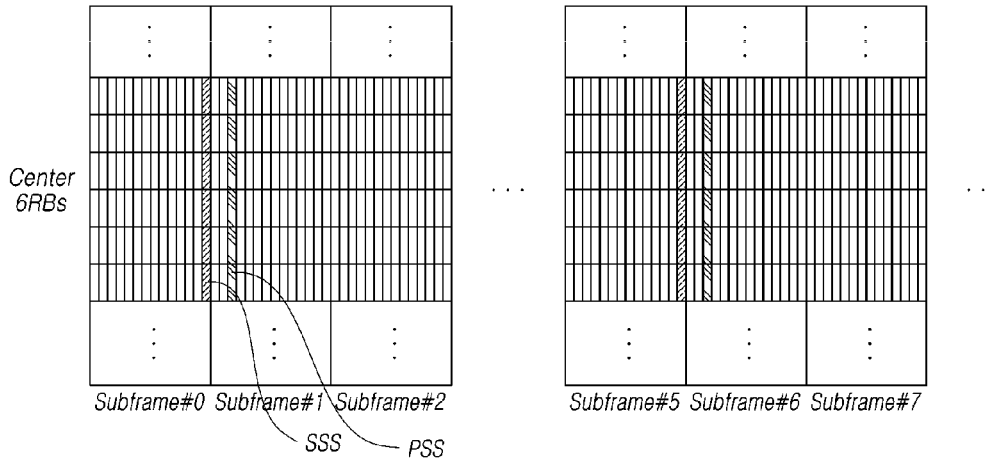 Center
6RBs
Subframe#0 Subframe#1 Subframe#2
Subframe#5 Subframe#6 Subframe#7
SSS
PSS